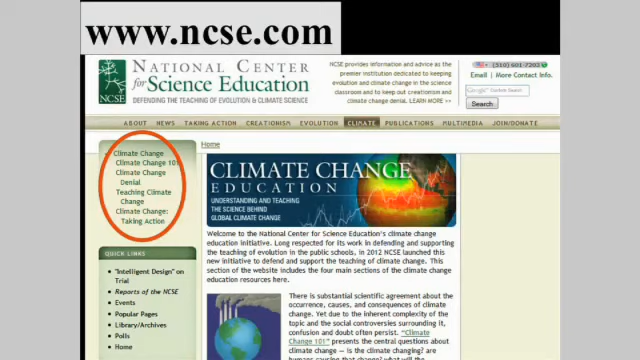 www.ncse.com
NATIONAL CENTER
for SCIENCE EDUCATION
DEFENDING THE TEACHING OF EVOLUTION & CLIMATE SCIENCE
NCSE
NCSE provides information and advice as the
premier institution dedicated to keeping
evolution and climate change in the science
classroom and to keep out creationism and
climate change denial. LEARN MORE >>
(510) 601-7203
Email | More Contact Info.
Google Custom Search
Search
ABOUT NEWS TAKING ACTION CREATIONISM EVOLUTION CLIMATE PUBLICATIONS MULTIMEDIA JOIN/DONATE
Climate Change
Climate Change 101
Climate Change
Denial
Teaching Climate
Change
Climate Change:
Taking Action
QUICK LINKS
"Intelligent Design" on
Trial
Reports of the NCSE
Events
Popular Pages
Library/Archives
Polls
Home
Home
CLIMATE CHANGE
EDUCATION
UNDERSTANDING AND
TEACHING THE
SCIENCE BEHIND
GLOBAL CLIMATE CHANGE
Welcome to the National Center for Science Education's climate change
education initiative. Long respected for its work in defending and supporting
the teaching of evolution in the public schools, in 2012 NCSE launched this
new initiative to defend and support the teaching of climate change. This
section of the website includes the four main sections of the climate change
education resources here.
There is substantial scientific agreement about the
occurrence, causes, and consequences of climate
change. Yet due to the inherent complexity of the
topic and the social controversies surrounding it,
confusion and doubt often persist. "Climate
Change 101" presents the central questions about
climate change — is the climate changing? are